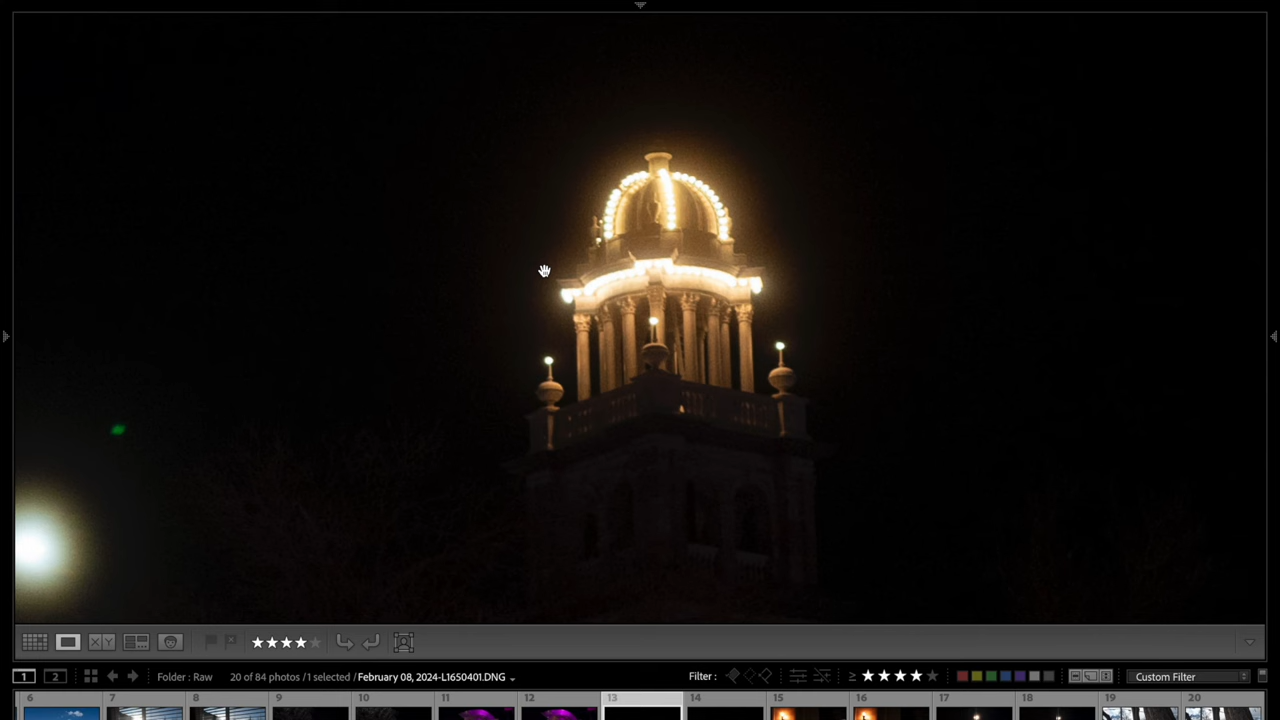 XY
1 2 Folder : Raw 20 of 84 photos /1 selected / February 08, 2024-L1650401.DNG Filter : ≥ Custom Filter
6 7 8 9 10 11 12 13 14 15 16 17 18 19 20